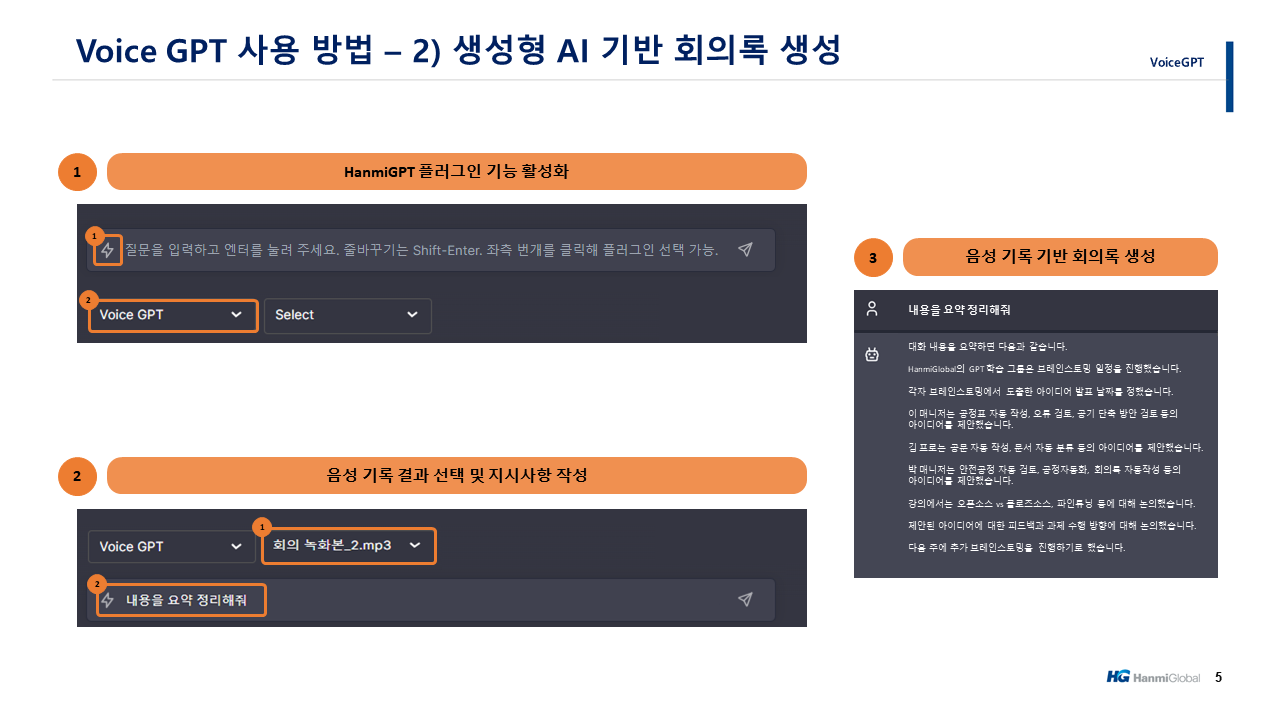 Voice GPT 사용 방법 – 2) 생성형 AI 기반 회의록 생성
VoiceGPT
1
HanmiGPT 플러그인 기능 활성화
1
질문을 입력하고 엔터를 눌러 주세요. 줄바꾸기는 Shift-Enter. 좌측 번개를 클릭해 플러그인 선택 가능.
2
Voice GPT
Select
2
음성 기록 결과 선택 및 지시사항 작성
Voice GPT
1
회의 녹화본_2.mp3
2
내용을 요약 정리해줘
3
음성 기록 기반 회의록 생성
내용을 요약 정리해줘
대화 내용을 요약하면 다음과 같습니다.
HanmiGlobal의 GPT 학습 그룹은 브레인스토밍 일정을 진행했습니다.
각자 브레인스토밍에서 도출한 아이디어 발표 날짜를 정했습니다.
이 매니저는 공정표 자동 작성, 오류 검토, 공기 단축 방안 검토 등의
아이디어를 제안했습니다.
김 프로는 공문 자동 작성, 문서 자동 분류 등의 아이디어를 제안했습니다.
박 매니저는 안전공정 자동 검토, 공정자동화, 회의록 자동작성 등의
아이디어를 제안했습니다.
강의에서는 오픈소스 vs 클로즈소스, 파인튜닝 등에 대해 논의했습니다.
제안된 아이디어에 대한 피드백과 과제 수행 방향에 대해 논의했습니다.
다음 주에 추가 브레인스토밍을 진행하기로 했습니다.
HG HanmiGlobal
5